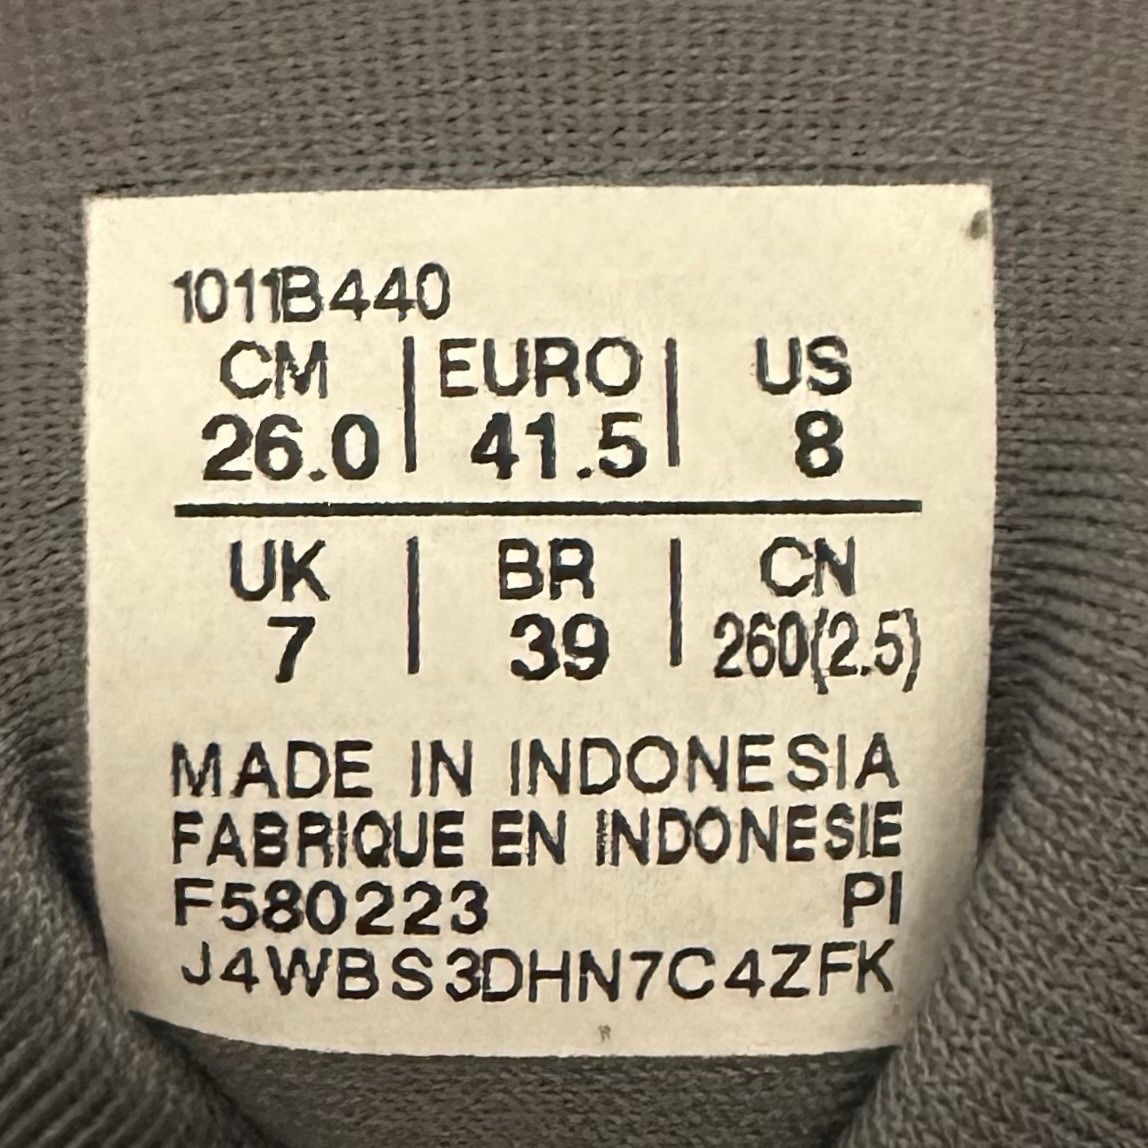 1011B440
CM | EURO | US
26.0 | 41.5 | 8
UK | BR | CN
7 | 39 | 260(2.5)
MADE IN INDONESIA
FABRIQUE EN INDONESIE
F580223 PI
J4WBS3DHN7C4ZFK